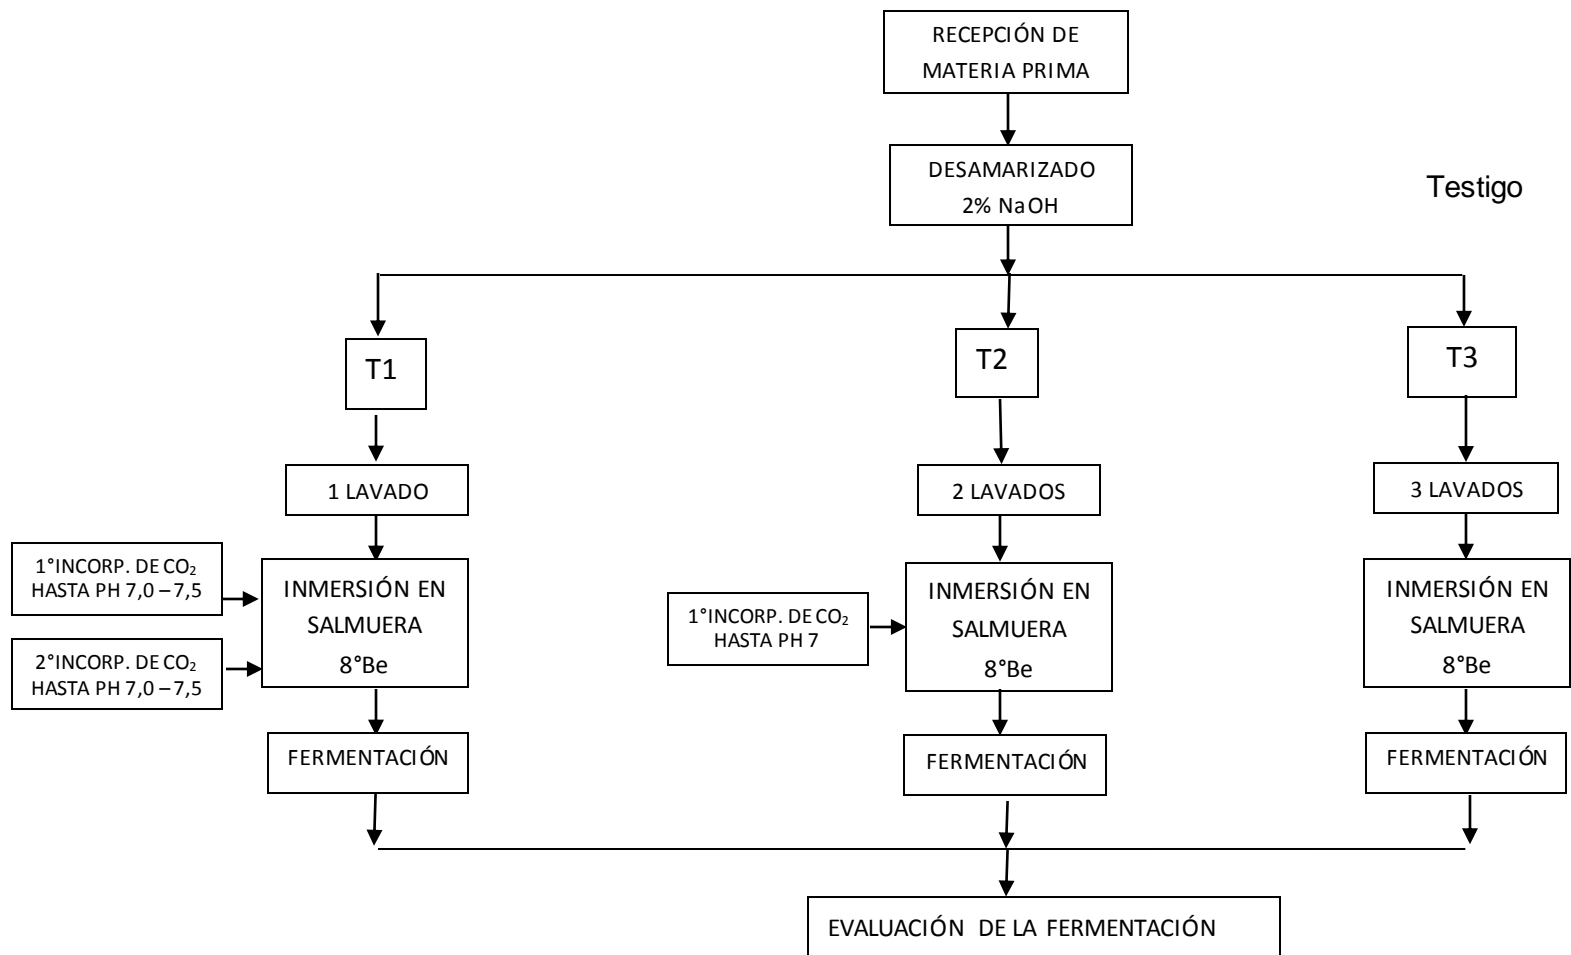 RECEPCIÓN DE
MATERIA PRIMA
DESAMARIZADO
2% NaOH
Testigo
T1
T2
T3
1 LAVADO
2 LAVADOS
3 LAVADOS
1°INCORP. DE CO₂
HASTA PH 7,0 – 7,5
2°INCORP. DE CO₂
HASTA PH 7,0 – 7,5
INMERSIÓN EN
SALMUERA
8°Be
1°INCORP. DE CO₂
HASTA PH 7
INMERSIÓN EN
SALMUERA
8°Be
INMERSIÓN EN
SALMUERA
8°Be
FERMENTACIÓN
FERMENTACIÓN
FERMENTACIÓN
EVALUACIÓN DE LA FERMENTACIÓN